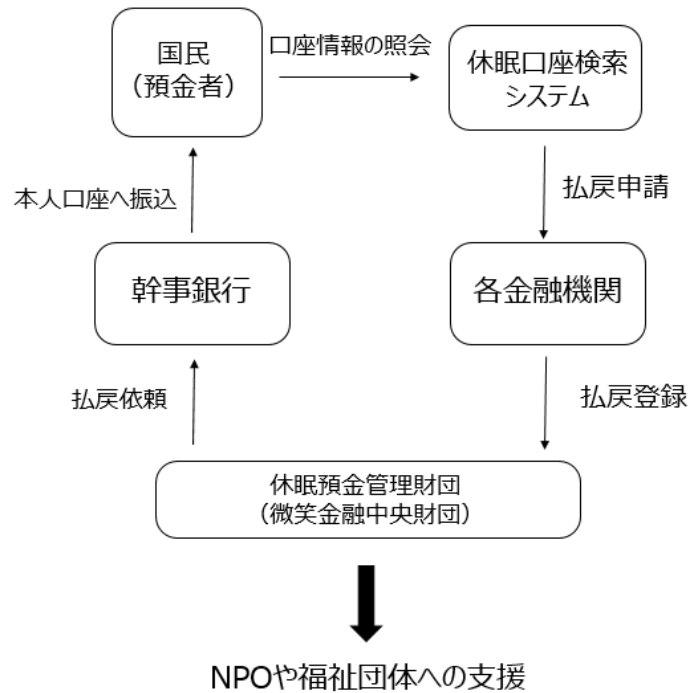 国民
（預金者）
口座情報の照会
休眠口座検索
システム
払戻申請
各金融機関
払戻登録
休眠預金管理財団
（微笑金融中央財団）
払戻依頼
幹事銀行
本人口座へ振込
NPOや福祉団体への支援